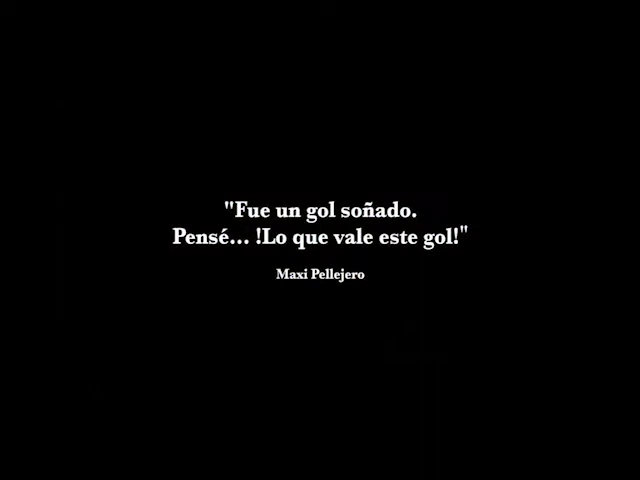 "Fue un gol soñado.
Pensé... !Lo que vale este gol!"
Maxi Pellejero